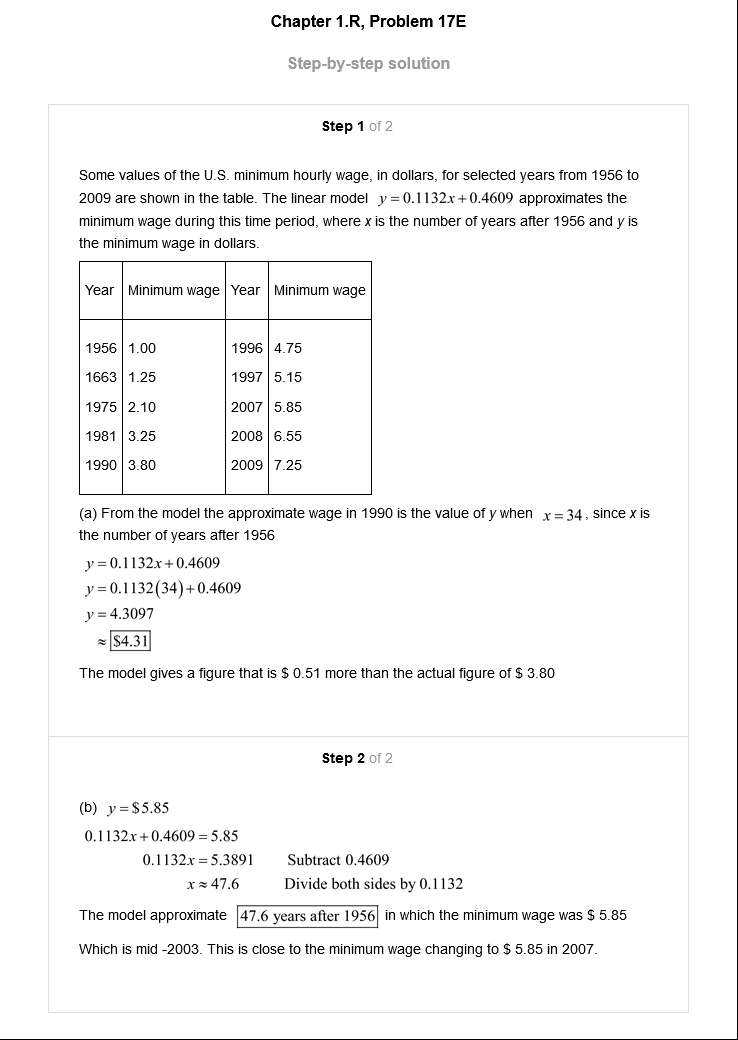 Chapter 1.R, Problem 17E
Step-by-step solution
Step 1 of 2
Some values of the U.S. minimum hourly wage, in dollars, for selected years from 1956 to
2009 are shown in the table. The linear model y = 0.1132x + 0.4609 approximates the
minimum wage during this time period, where x is the number of years after 1956 and y is
the minimum wage in dollars.
Year Minimum wage Year Minimum wage
1956 1.00 1996 4.75
1663 1.25 1997 5.15
1975 2.10 2007 5.85
1981 3.25 2008 6.55
1990 3.80 2009 7.25
(a) From the model the approximate wage in 1990 is the value of y when x = 34, since x is
the number of years after 1956
y = 0.1132x + 0.4609
y = 0.1132(34) + 0.4609
y = 4.3097
≈ $4.31
The model gives a figure that is $ 0.51 more than the actual figure of $ 3.80
Step 2 of 2
(b) y = $5.85
0.1132x + 0.4609 = 5.85
0.1132x = 5.3891 Subtract 0.4609
x ≈ 47.6 Divide both sides by 0.1132
The model approximate 47.6 years after 1956 in which the minimum wage was $ 5.85
Which is mid -2003. This is close to the minimum wage changing to $ 5.85 in 2007.